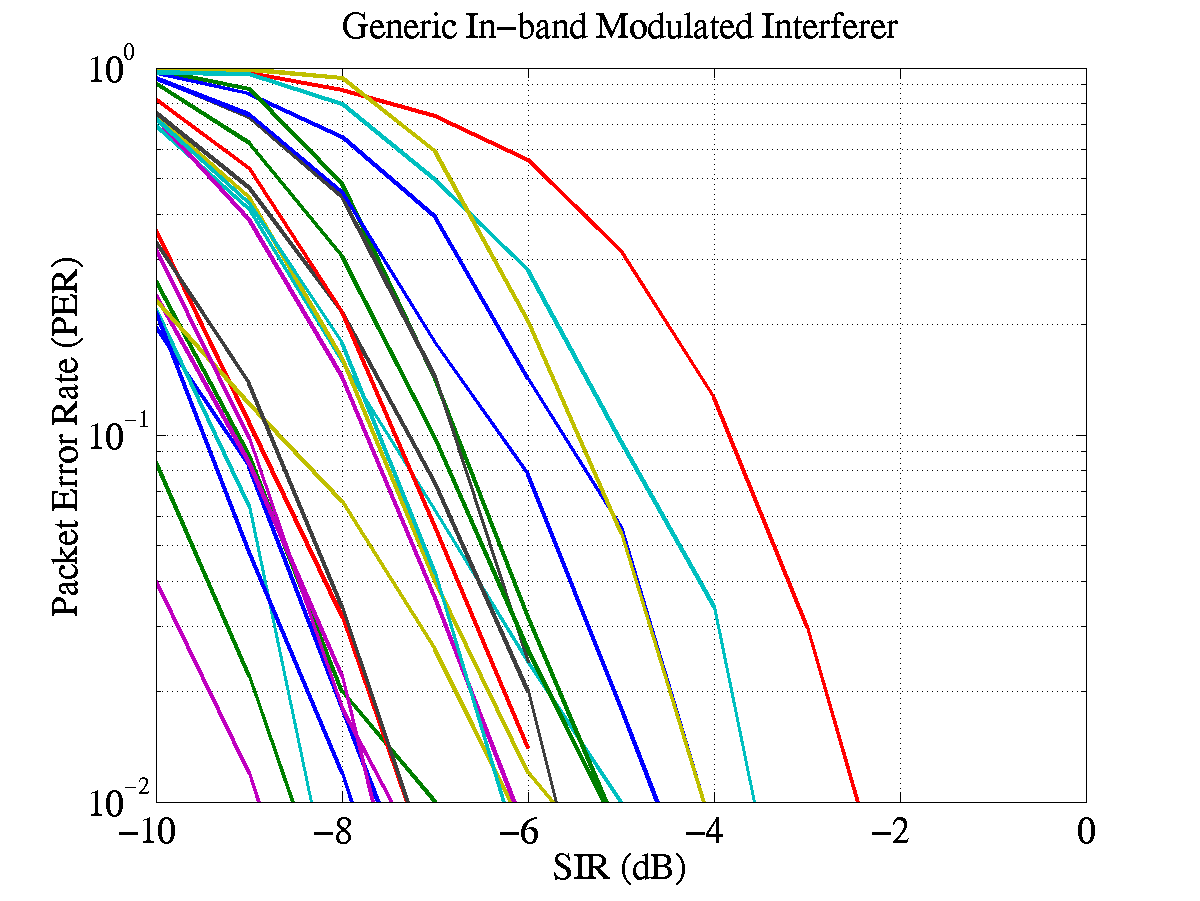 Generic In−band Modulated Interferer
10^0
10^−1
10^−2
Packet Error Rate (PER)
−10 −8 −6 −4 −2 0
SIR (dB)